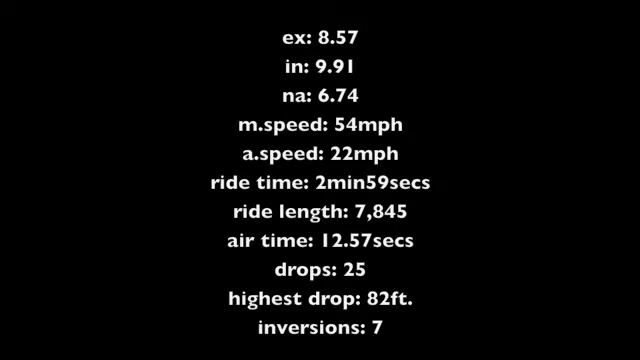 ex: 8.57
in: 9.91
na: 6.74
m.speed: 54mph
a.speed: 22mph
ride time: 2min59secs
ride length: 7,845
air time: 12.57secs
drops: 25
highest drop: 82ft.
inversions: 7